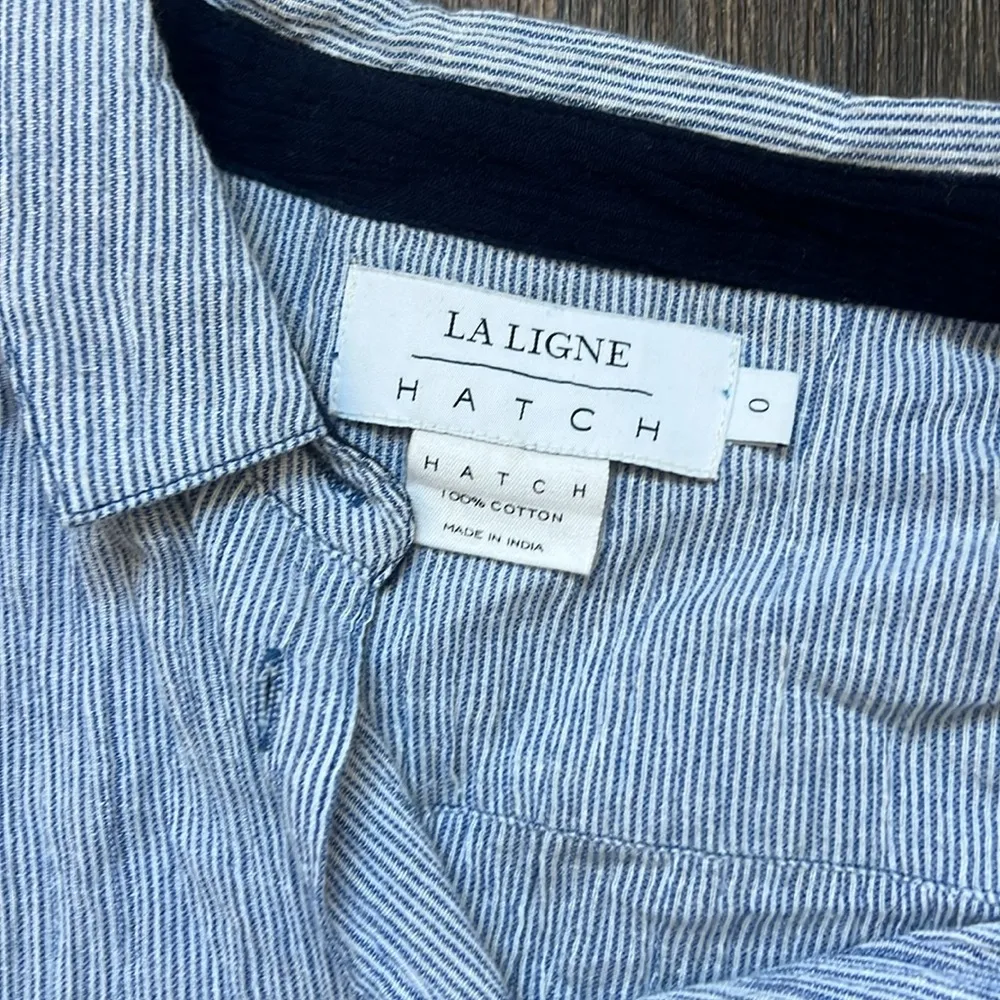 LA LIGNE
HATCH
0
HATCH
100% COTTON
MADE IN INDIA